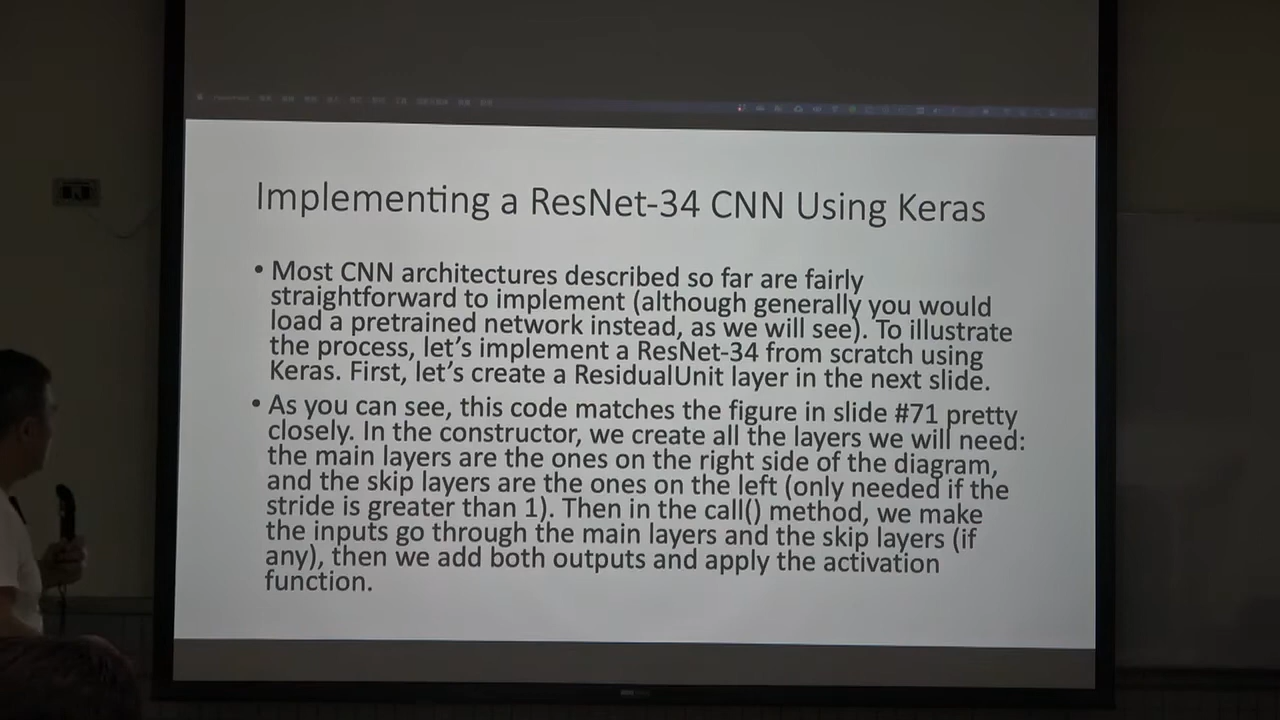 Implementing a ResNet-34 CNN Using Keras
• Most CNN architectures described so far are fairly
straightforward to implement (although generally you would
load a pretrained network instead, as we will see). To illustrate
the process, let’s implement a ResNet-34 from scratch using
Keras. First, let’s create a ResidualUnit layer in the next slide.
• As you can see, this code matches the figure in slide #71 pretty
closely. In the constructor, we create all the layers we will need:
the main layers are the ones on the right side of the diagram,
and the skip layers are the ones on the left (only needed if the
stride is greater than 1). Then in the call() method, we make
the inputs go through the main layers and the skip layers (if
any), then we add both outputs and apply the activation
function.